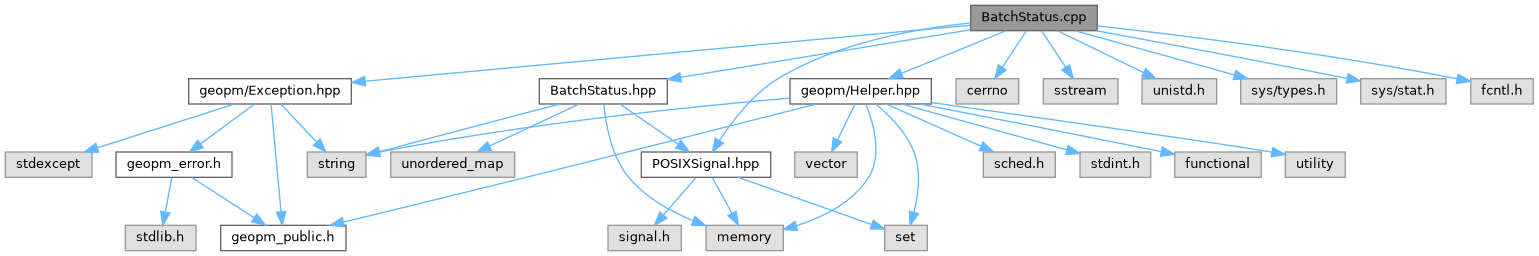 BatchStatus.cpp
geopm/Exception.hpp
BatchStatus.hpp
geopm/Helper.hpp
cerrno
sstream
unistd.h
sys/types.h
sys/stat.h
fcntl.h
stdexcept
geopm_error.h
string
unordered_map
POSIXSignal.hpp
vector
sched.h
stdint.h
functional
utility
stdlib.h
geopm_public.h
signal.h
memory
set